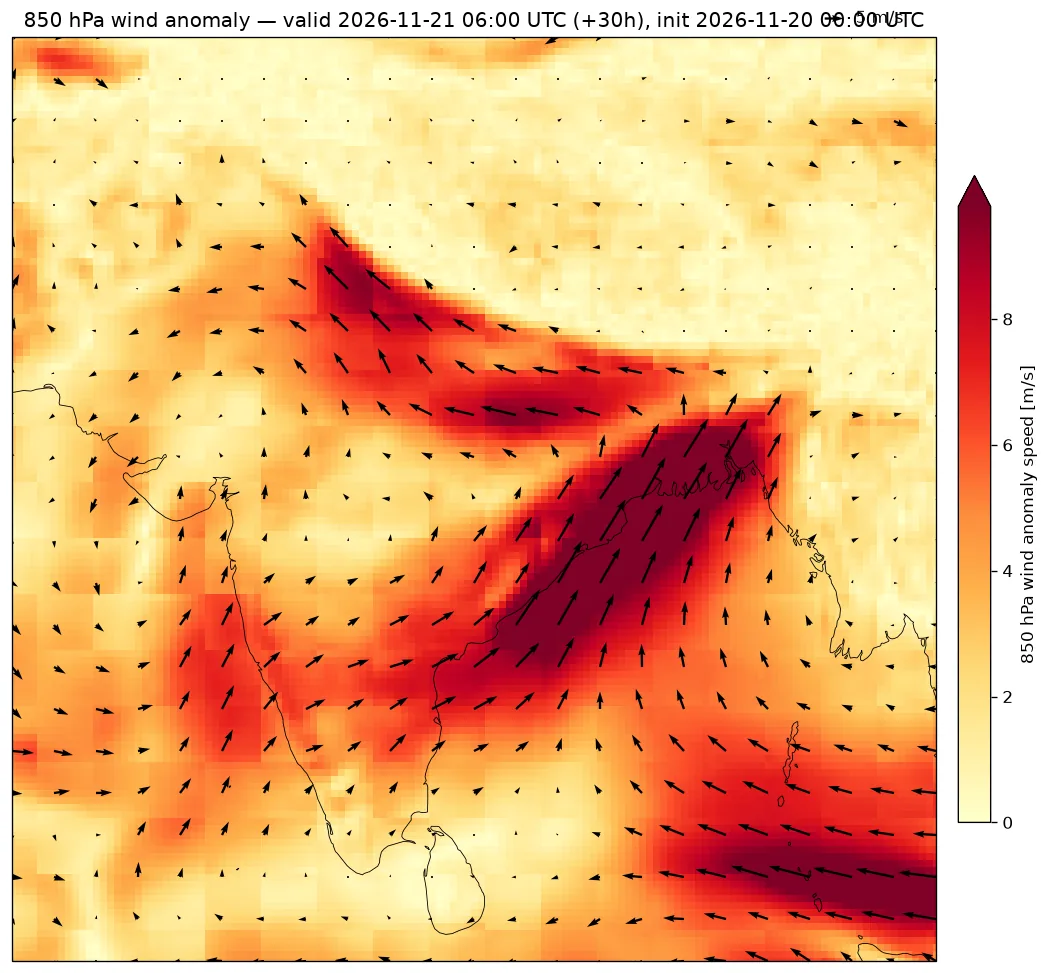 850 hPa wind anomaly — valid 2026-11-21 06:00 UTC (+30h), init 2026-11-20 00:00 UTC
5 m/s
8
6
4
2
0
850 hPa wind anomaly speed [m/s]